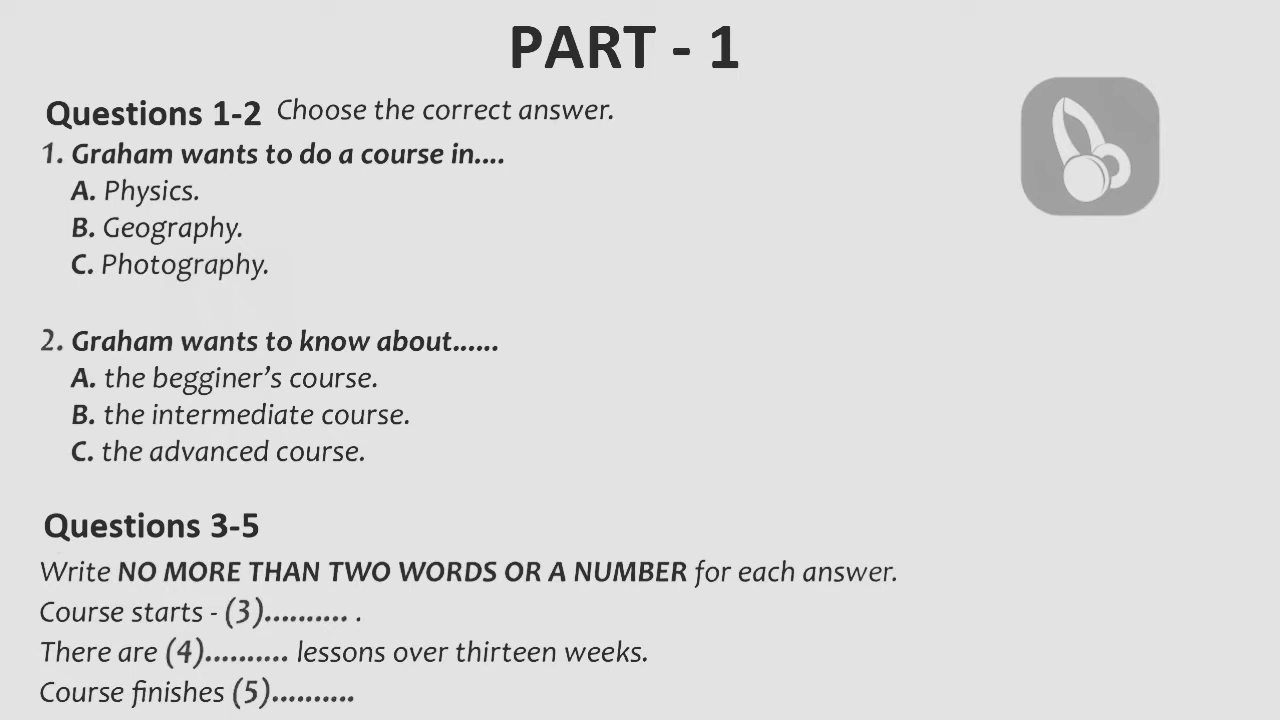 PART - 1
Questions 1-2 Choose the correct answer.
1. Graham wants to do a course in....
A. Physics.
B. Geography.
C. Photography.
2. Graham wants to know about......
A. the begginer’s course.
B. the intermediate course.
C. the advanced course.
Questions 3-5
Write NO MORE THAN TWO WORDS OR A NUMBER for each answer.
Course starts - (3).......... .
There are (4).......... lessons over thirteen weeks.
Course finishes (5)..........